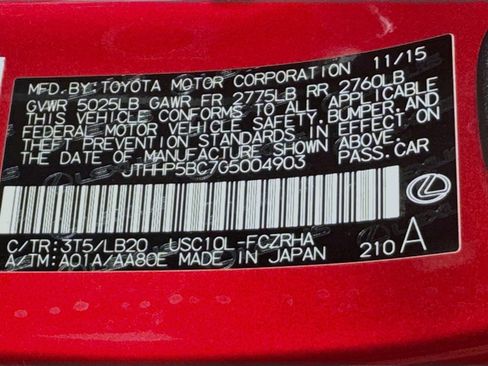 MFD. BY: TOYOTA MOTOR CORPORATION 11/15
GVWR 5025LB GAWR FR 2775LB RR 2760LB
THIS VEHICLE CONFORMS TO ALL APPLICABLE
FEDERAL MOTOR VEHICLE SAFETY, BUMPER, AND
THEFT PREVENTION STANDARDS IN EFFECT ON
THE DATE OF MANUFACTURE SHOWN ABOVE.
JTHHP5BC7G5004903 PASS. CAR
C/TR: 3T5/LB20 USC10L-FCZRHA
A/TM: A01A/AA80E MADE IN JAPAN 210A